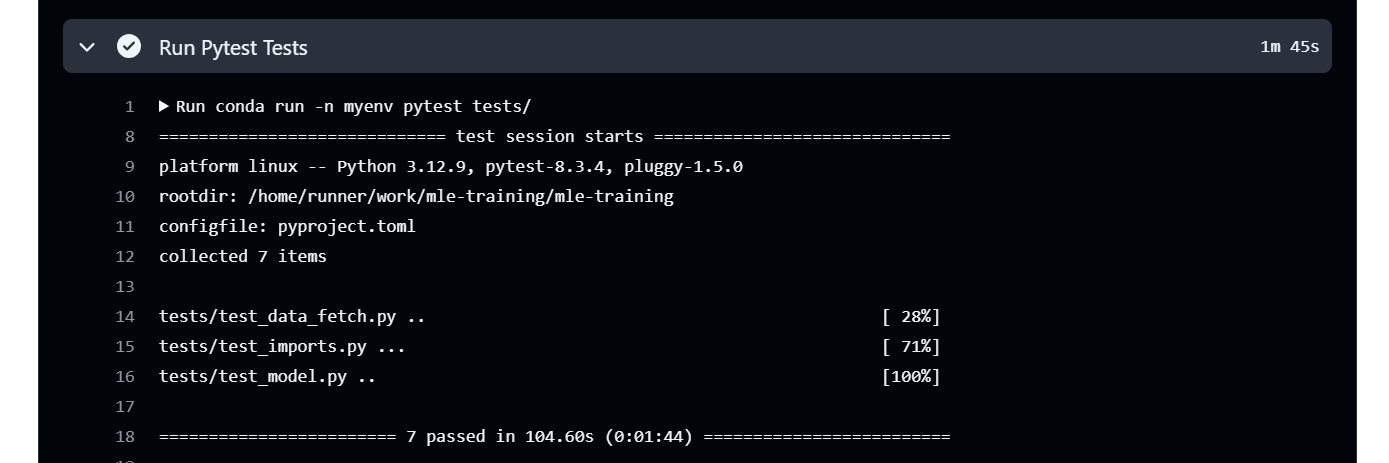 Run Pytest Tests 1m 45s
1 ▶ Run conda run -n myenv pytest tests/
8 ============================= test session starts ==============================
9 platform linux -- Python 3.12.9, pytest-8.3.4, pluggy-1.5.0
10 rootdir: /home/runner/work/mle-training/mle-training
11 configfile: pyproject.toml
12 collected 7 items
13
14 tests/test_data_fetch.py .. [ 28%]
15 tests/test_imports.py ... [ 71%]
16 tests/test_model.py .. [100%]
17
18 ======================== 7 passed in 104.60s (0:01:44) =========================